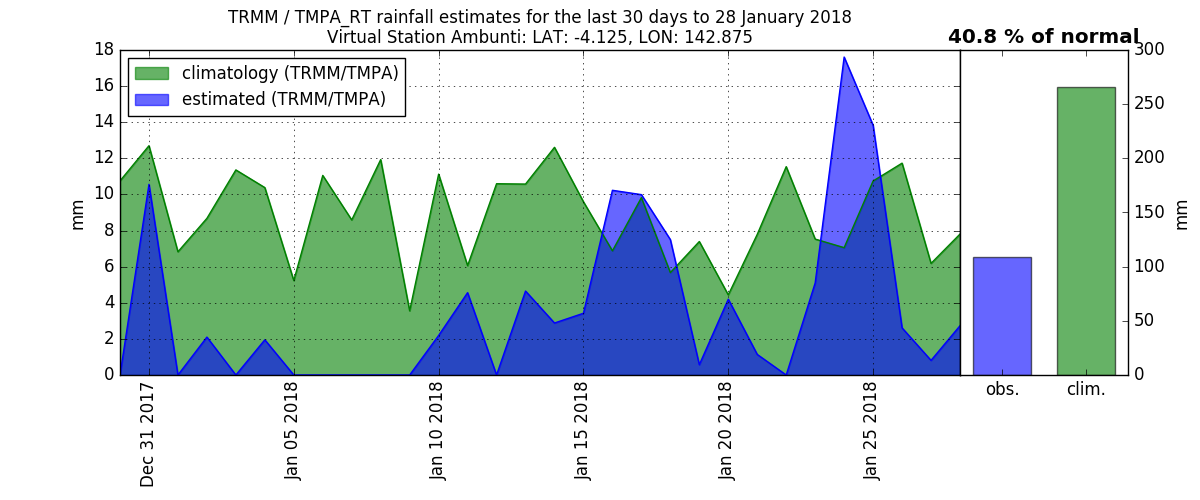 TRMM / TMPA_RT rainfall estimates for the last 30 days to 28 January 2018
Virtual Station Ambunti: LAT: -4.125, LON: 142.875
40.8 % of normal
climatology (TRMM/TMPA)
estimated (TRMM/TMPA)
18
16
14
12
10
8
6
4
2
0
mm
Dec 31 2017
Jan 05 2018
Jan 10 2018
Jan 15 2018
Jan 20 2018
Jan 25 2018
300
250
200
150
100
50
0
mm
obs.
clim.